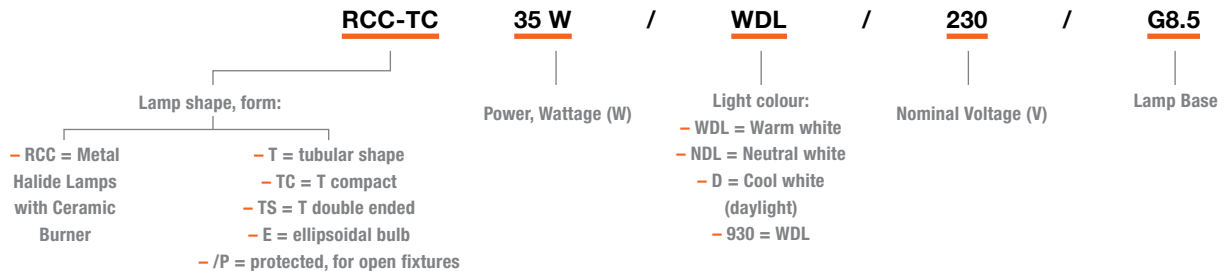 RCC-TC 35 W / WDL / 230 / G8.5
Lamp shape, form:
– RCC = Metal
Halide Lamps
with Ceramic
Burner
– T = tubular shape
– TC = T compact
– TS = T double ended
– E = ellipsoidal bulb
– /P = protected, for open fixtures
Power, Wattage (W)
Light colour:
– WDL = Warm white
– NDL = Neutral white
– D = Cool white
(daylight)
– 930 = WDL
Nominal Voltage (V)
Lamp Base